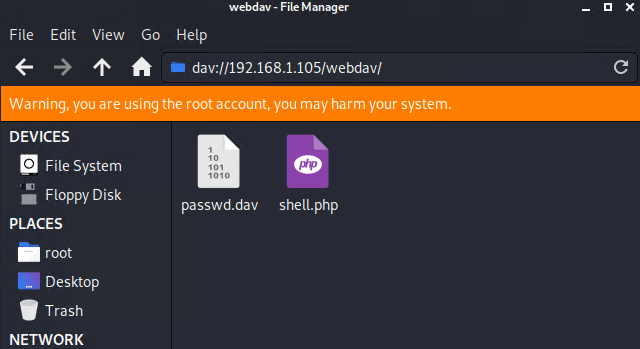 webdav - File Manager
File Edit View Go Help
dav://192.168.1.105/webdav/
Warning, you are using the root account, you may harm your system.
DEVICES
File System
Floppy Disk
PLACES
root
Desktop
Trash
NETWORK
1
10
101
1010
passwd.dav
php
shell.php